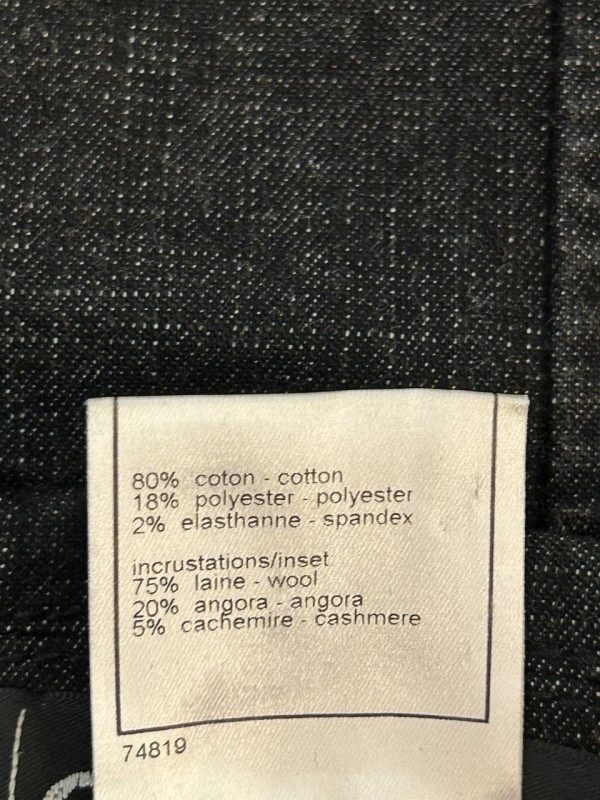 80% coton - cotton
18% polyester - polyester
2% elasthanne - spandex
incrustations/inset
75% laine - wool
20% angora - angora
5% cachemire - cashmere
74819